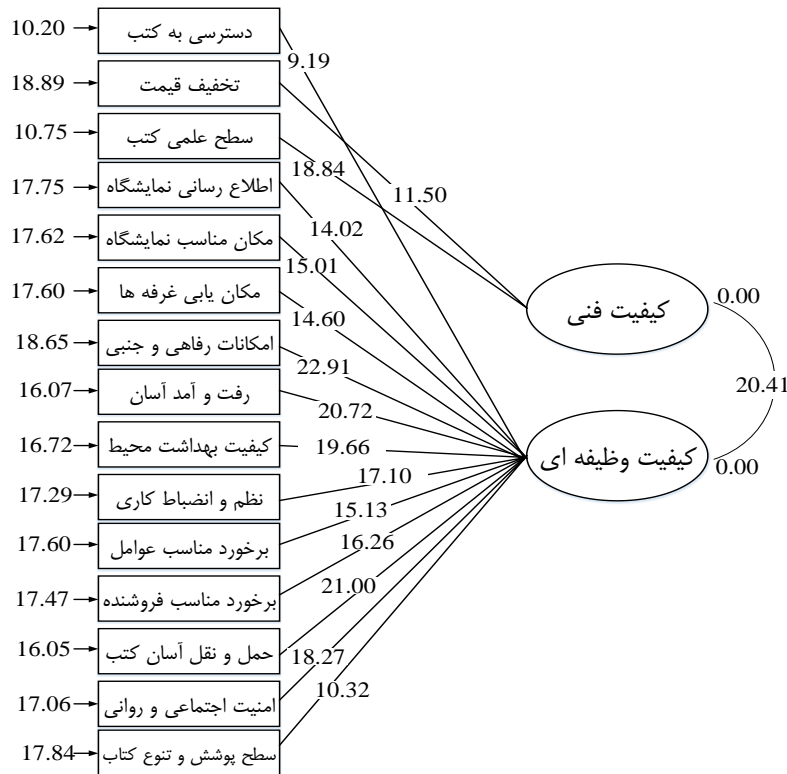 10.20 دسترسی به کتب 9.19
18.89 تخفیف قیمت
10.75 سطح علمی کتب 18.84 11.50
17.75 اطلاع رسانی نمایشگاه 14.02
17.62 مکان مناسب نمایشگاه 15.01
17.60 مکان یابی غرفه ها 14.60
کیفیت فنی 0.00
18.65 امکانات رفاهی و جنبی 22.91
16.07 رفت و آمد آسان 20.72
20.41
16.72 کیفیت بهداشت محیط 19.66
کیفیت وظیفه ای 0.00
17.29 نظم و انضباط کاری 17.10
17.60 برخورد مناسب عوامل 15.13
17.47 برخورد مناسب فروشنده 16.26
16.05 حمل و نقل آسان کتب 21.00
17.06 امنیت اجتماعی و روانی 18.27
17.84 سطح پوشش و تنوع کتاب 10.32